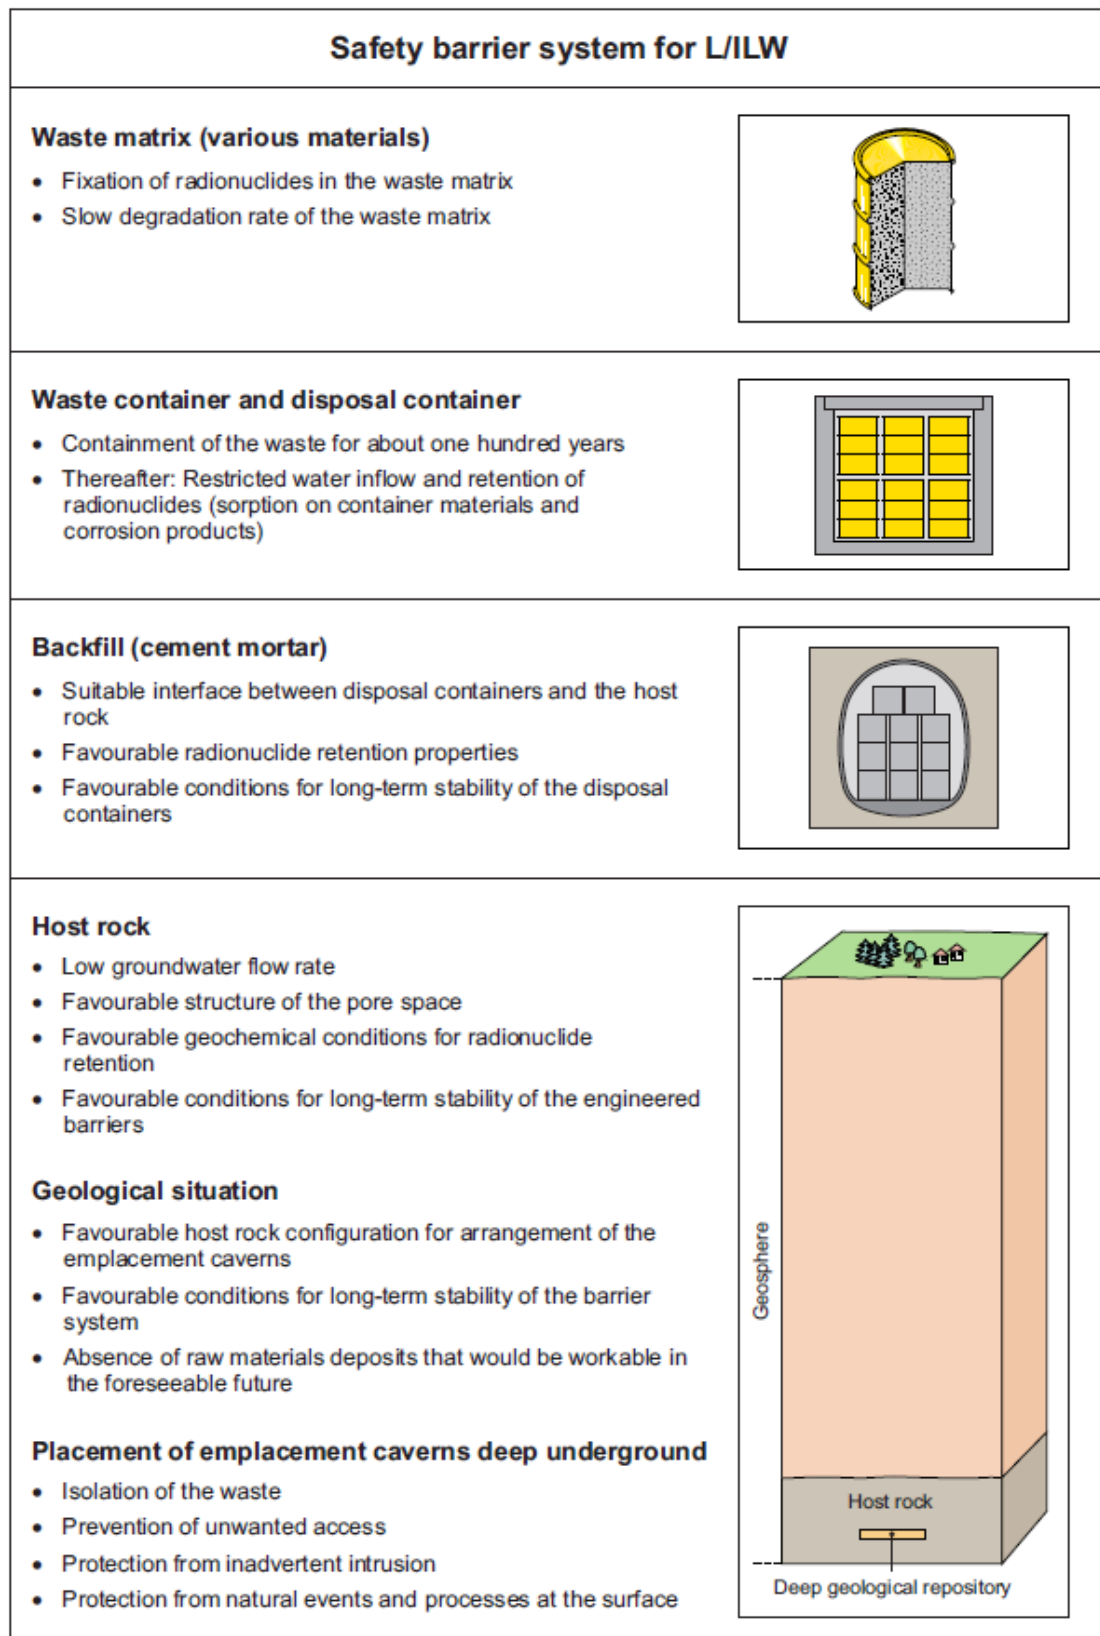 Safety barrier system for L/ILW
Waste matrix (various materials)
• Fixation of radionuclides in the waste matrix
• Slow degradation rate of the waste matrix
Waste container and disposal container
• Containment of the waste for about one hundred years
• Thereafter: Restricted water inflow and retention of
radionuclides (sorption on container materials and
corrosion products)
Backfill (cement mortar)
• Suitable interface between disposal containers and the host
rock
• Favourable radionuclide retention properties
• Favourable conditions for long-term stability of the disposal
containers
Host rock
• Low groundwater flow rate
• Favourable structure of the pore space
• Favourable geochemical conditions for radionuclide
retention
• Favourable conditions for long-term stability of the engineered
barriers
Geological situation
• Favourable host rock configuration for arrangement of the
emplacement caverns
• Favourable conditions for long-term stability of the barrier
system
• Absence of raw materials deposits that would be workable in
the foreseeable future
Placement of emplacement caverns deep underground
• Isolation of the waste
• Prevention of unwanted access
• Protection from inadvertent intrusion
• Protection from natural events and processes at the surface
Geosphere
Host rock
Deep geological repository